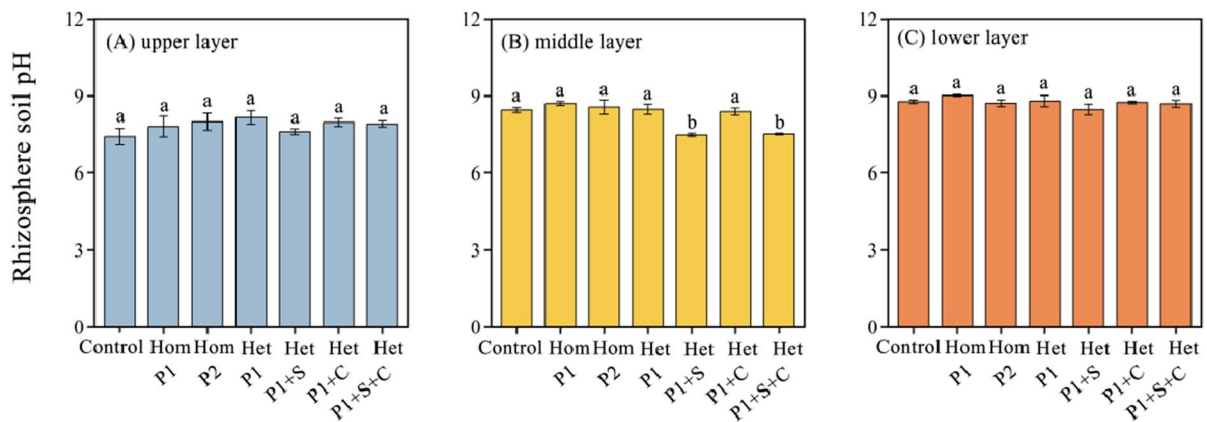 Rhizosphere soil pH
(A) upper layer
12
9
6
3
0
a a a a a a a
Control Hom Hom Het Het Het Het
P1 P2 P1 P1+S P1+C P1+S+C
(B) middle layer
12
9
6
3
0
a a a a b a b
Control Hom Hom Het Het Het Het
P1 P2 P1 P1+S P1+C P1+S+C
(C) lower layer
12
9
6
3
0
a a a a a a a
Control Hom Hom Het Het Het Het
P1 P2 P1 P1+S P1+C P1+S+C